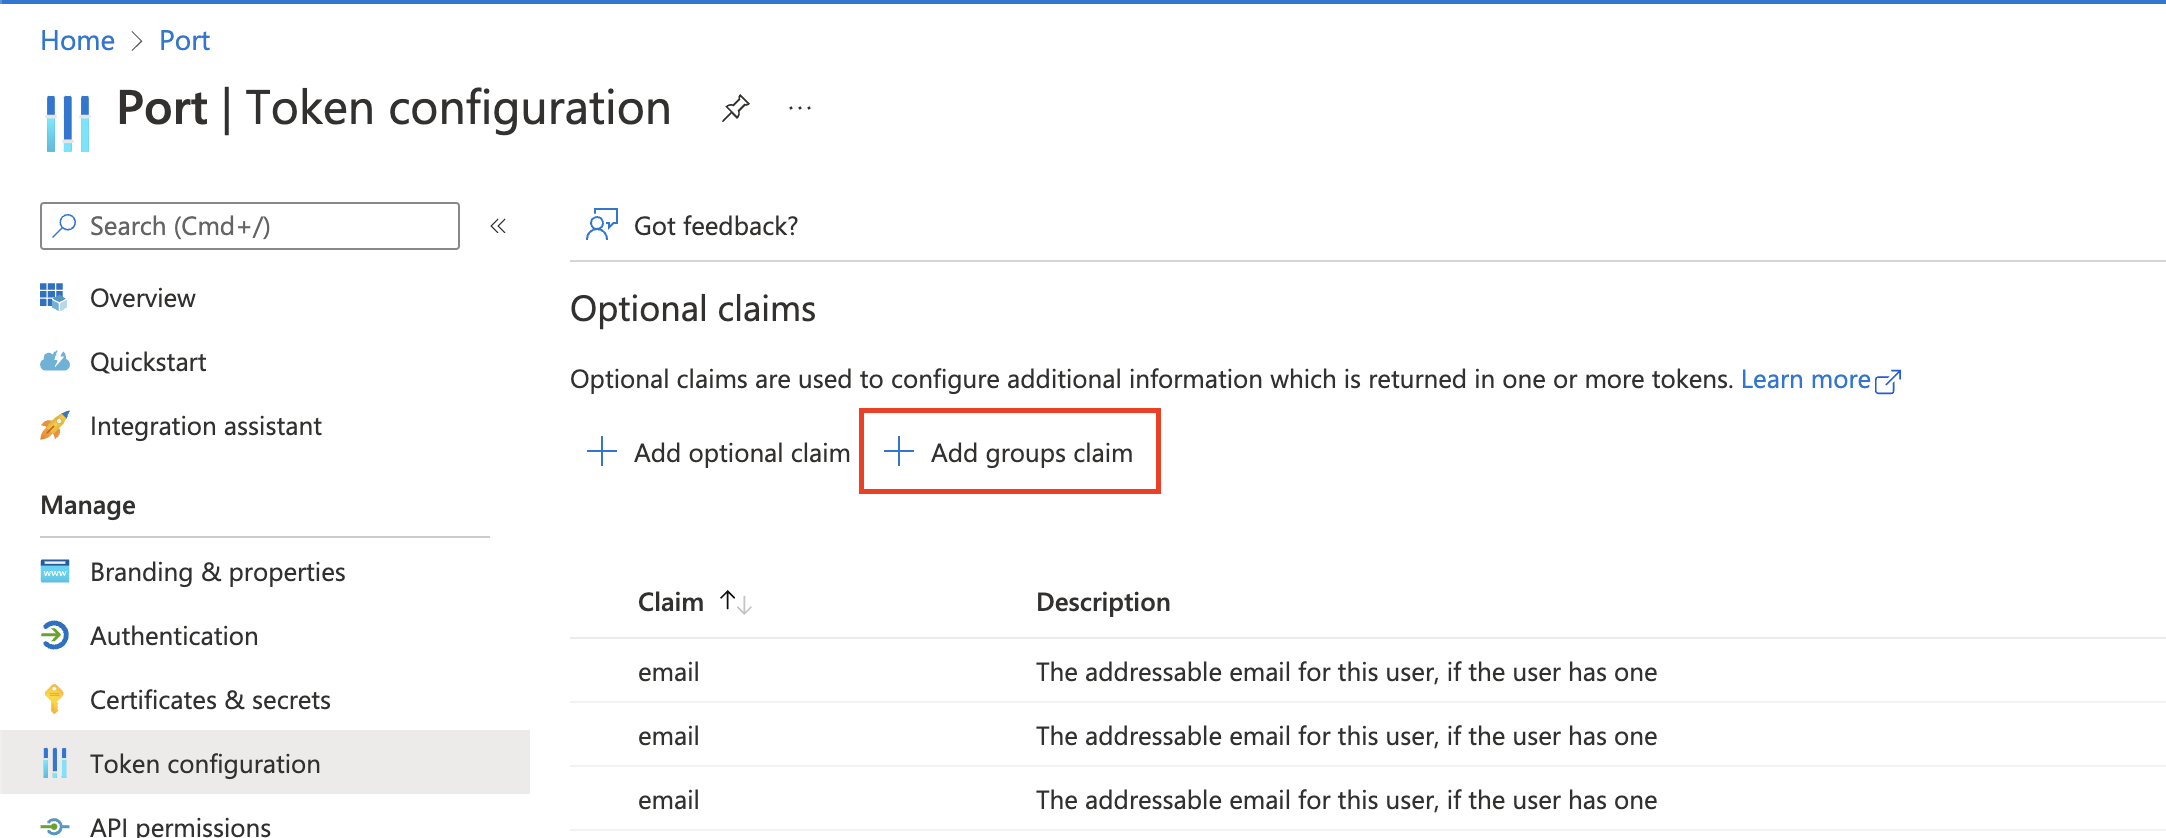 Home > Port
Port | Token configuration ...
Search (Cmd+/) «
Overview
Quickstart
Integration assistant
Manage
Branding & properties
www
Authentication
Certificates & secrets
Token configuration
API permissions
Got feedback?
Optional claims
Optional claims are used to configure additional information which is returned in one or more tokens. Learn more
+ Add optional claim + Add groups claim
Claim ↑↓ Description
email The addressable email for this user, if the user has one
email The addressable email for this user, if the user has one
email The addressable email for this user, if the user has one